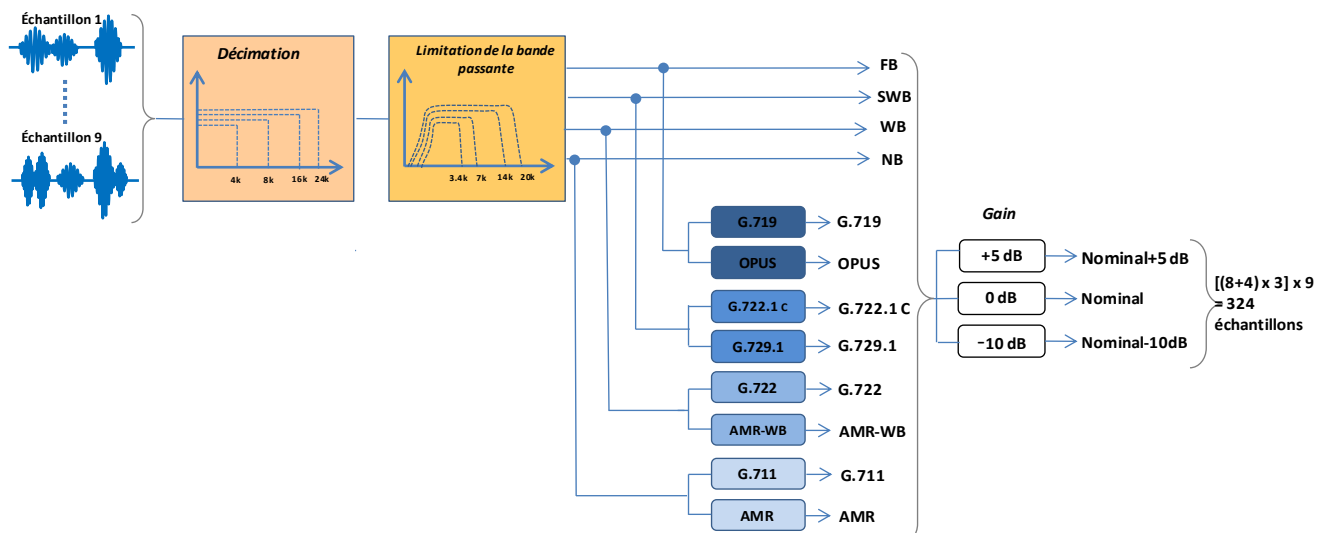 Échantillon 1
Échantillon 9
Décimation
4k 8k 16k 24k
Limitation de la bande
passante
3.4k 7k 14k 20k
FB
SWB
WB
NB
G.719 G.719
OPUS OPUS
G.722.1 C G.722.1 C
G.729.1 G.729.1
G.722 G.722
AMR-WB AMR-WB
G.711 G.711
AMR AMR
Gain
+5 dB Nominal+5 dB
0 dB Nominal
−10 dB Nominal-10dB
[(8+4) x 3] x 9
= 324
échantillons